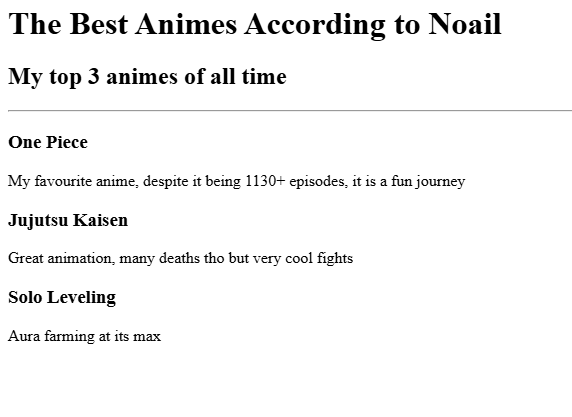 The Best Animes According to Noail
My top 3 animes of all time
One Piece
My favourite anime, despite it being 1130+ episodes, it is a fun journey
Jujutsu Kaisen
Great animation, many deaths tho but very cool fights
Solo Leveling
Aura farming at its max